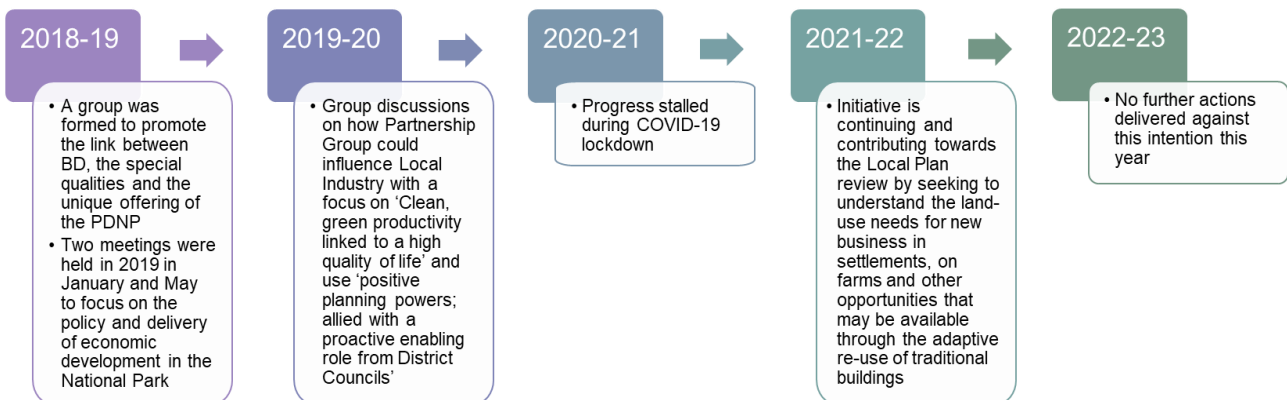 2018-19
• A group was
formed to promote
the link between
BD, the special
qualities and the
unique offering of
the PDNP
• Two meetings were
held in 2019 in
January and May
to focus on the
policy and delivery
of economic
development in the
National Park
2019-20
• Group discussions
on how Partnership
Group could
influence Local
Industry with a
focus on ‘Clean,
green productivity
linked to a high
quality of life’ and
use ‘positive
planning powers;
allied with a
proactive enabling
role from District
Councils’
2020-21
• Progress stalled
during COVID-19
lockdown
2021-22
• Initiative is
continuing and
contributing towards
the Local Plan
review by seeking to
understand the land-
use needs for new
business in
settlements, on
farms and other
opportunities that
may be available
through the adaptive
re-use of traditional
buildings
2022-23
• No further actions
delivered against
this intention this
year